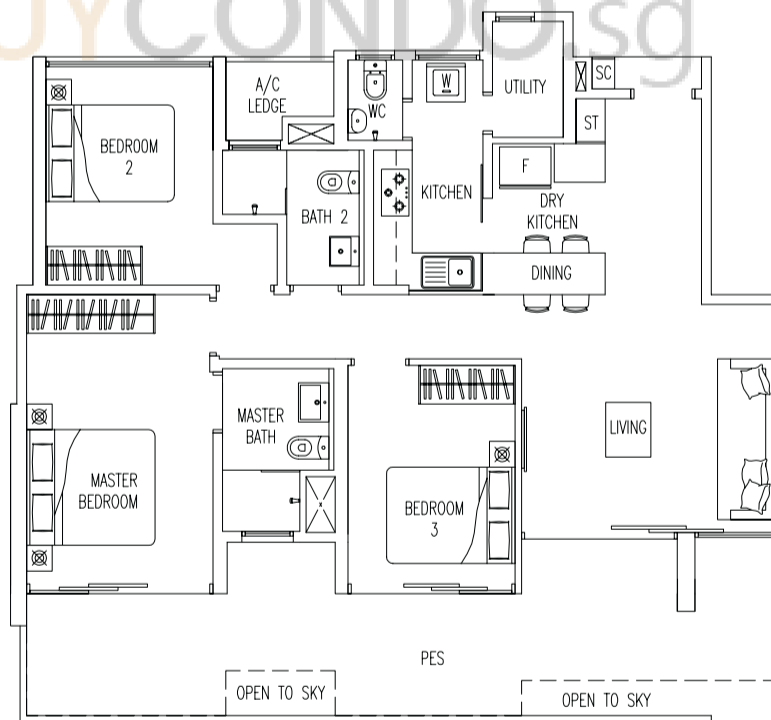 UYCONDO.sg
A/C
LEDGE
WC
W
UTILITY
SC
ST
BEDROOM
2
BATH 2
KITCHEN
F
DRY
KITCHEN
DINING
MASTER
BATH
LIVING
MASTER
BEDROOM
BEDROOM
3
PES
OPEN TO SKY
OPEN TO SKY